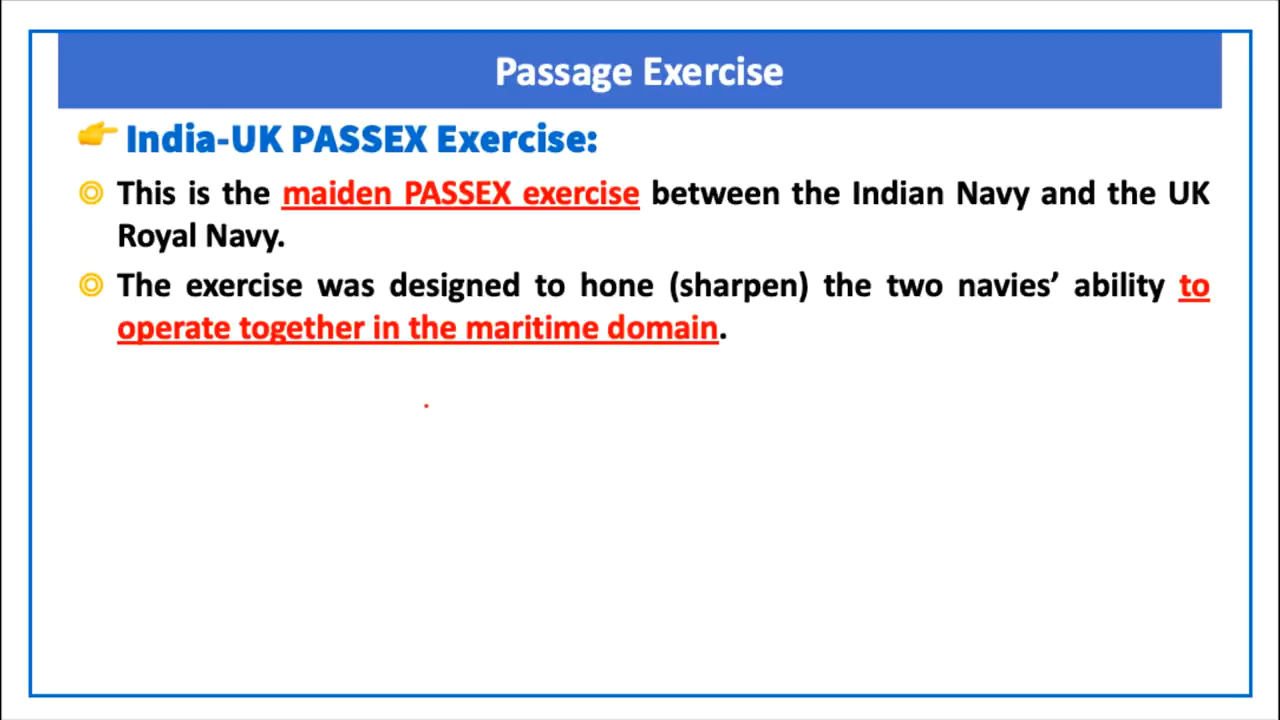 Passage Exercise
India-UK PASSEX Exercise:
This is the maiden PASSEX exercise between the Indian Navy and the UK
Royal Navy.
The exercise was designed to hone (sharpen) the two navies’ ability to
operate together in the maritime domain.